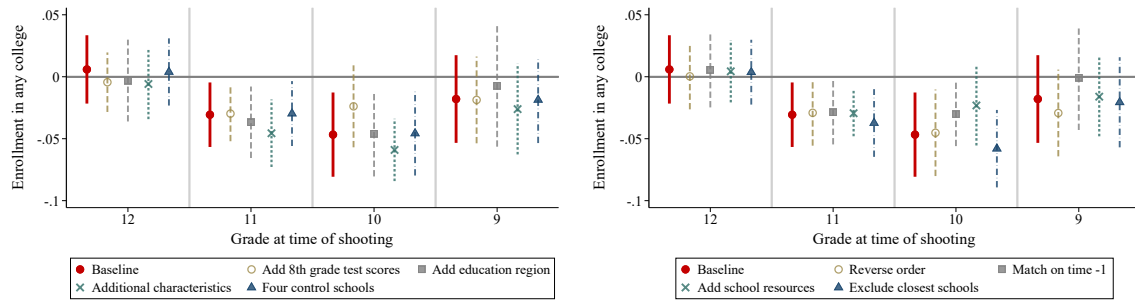 Enrollment in any college
.05
0
-.05
-.1
12 11 10 9
Grade at time of shooting
Baseline Add 8th grade test scores Add education region
Additional characteristics Four control schools
Enrollment in any college
.05
0
-.05
-.1
12 11 10 9
Grade at time of shooting
Baseline Reverse order Match on time -1
Add school resources Exclude closest schools